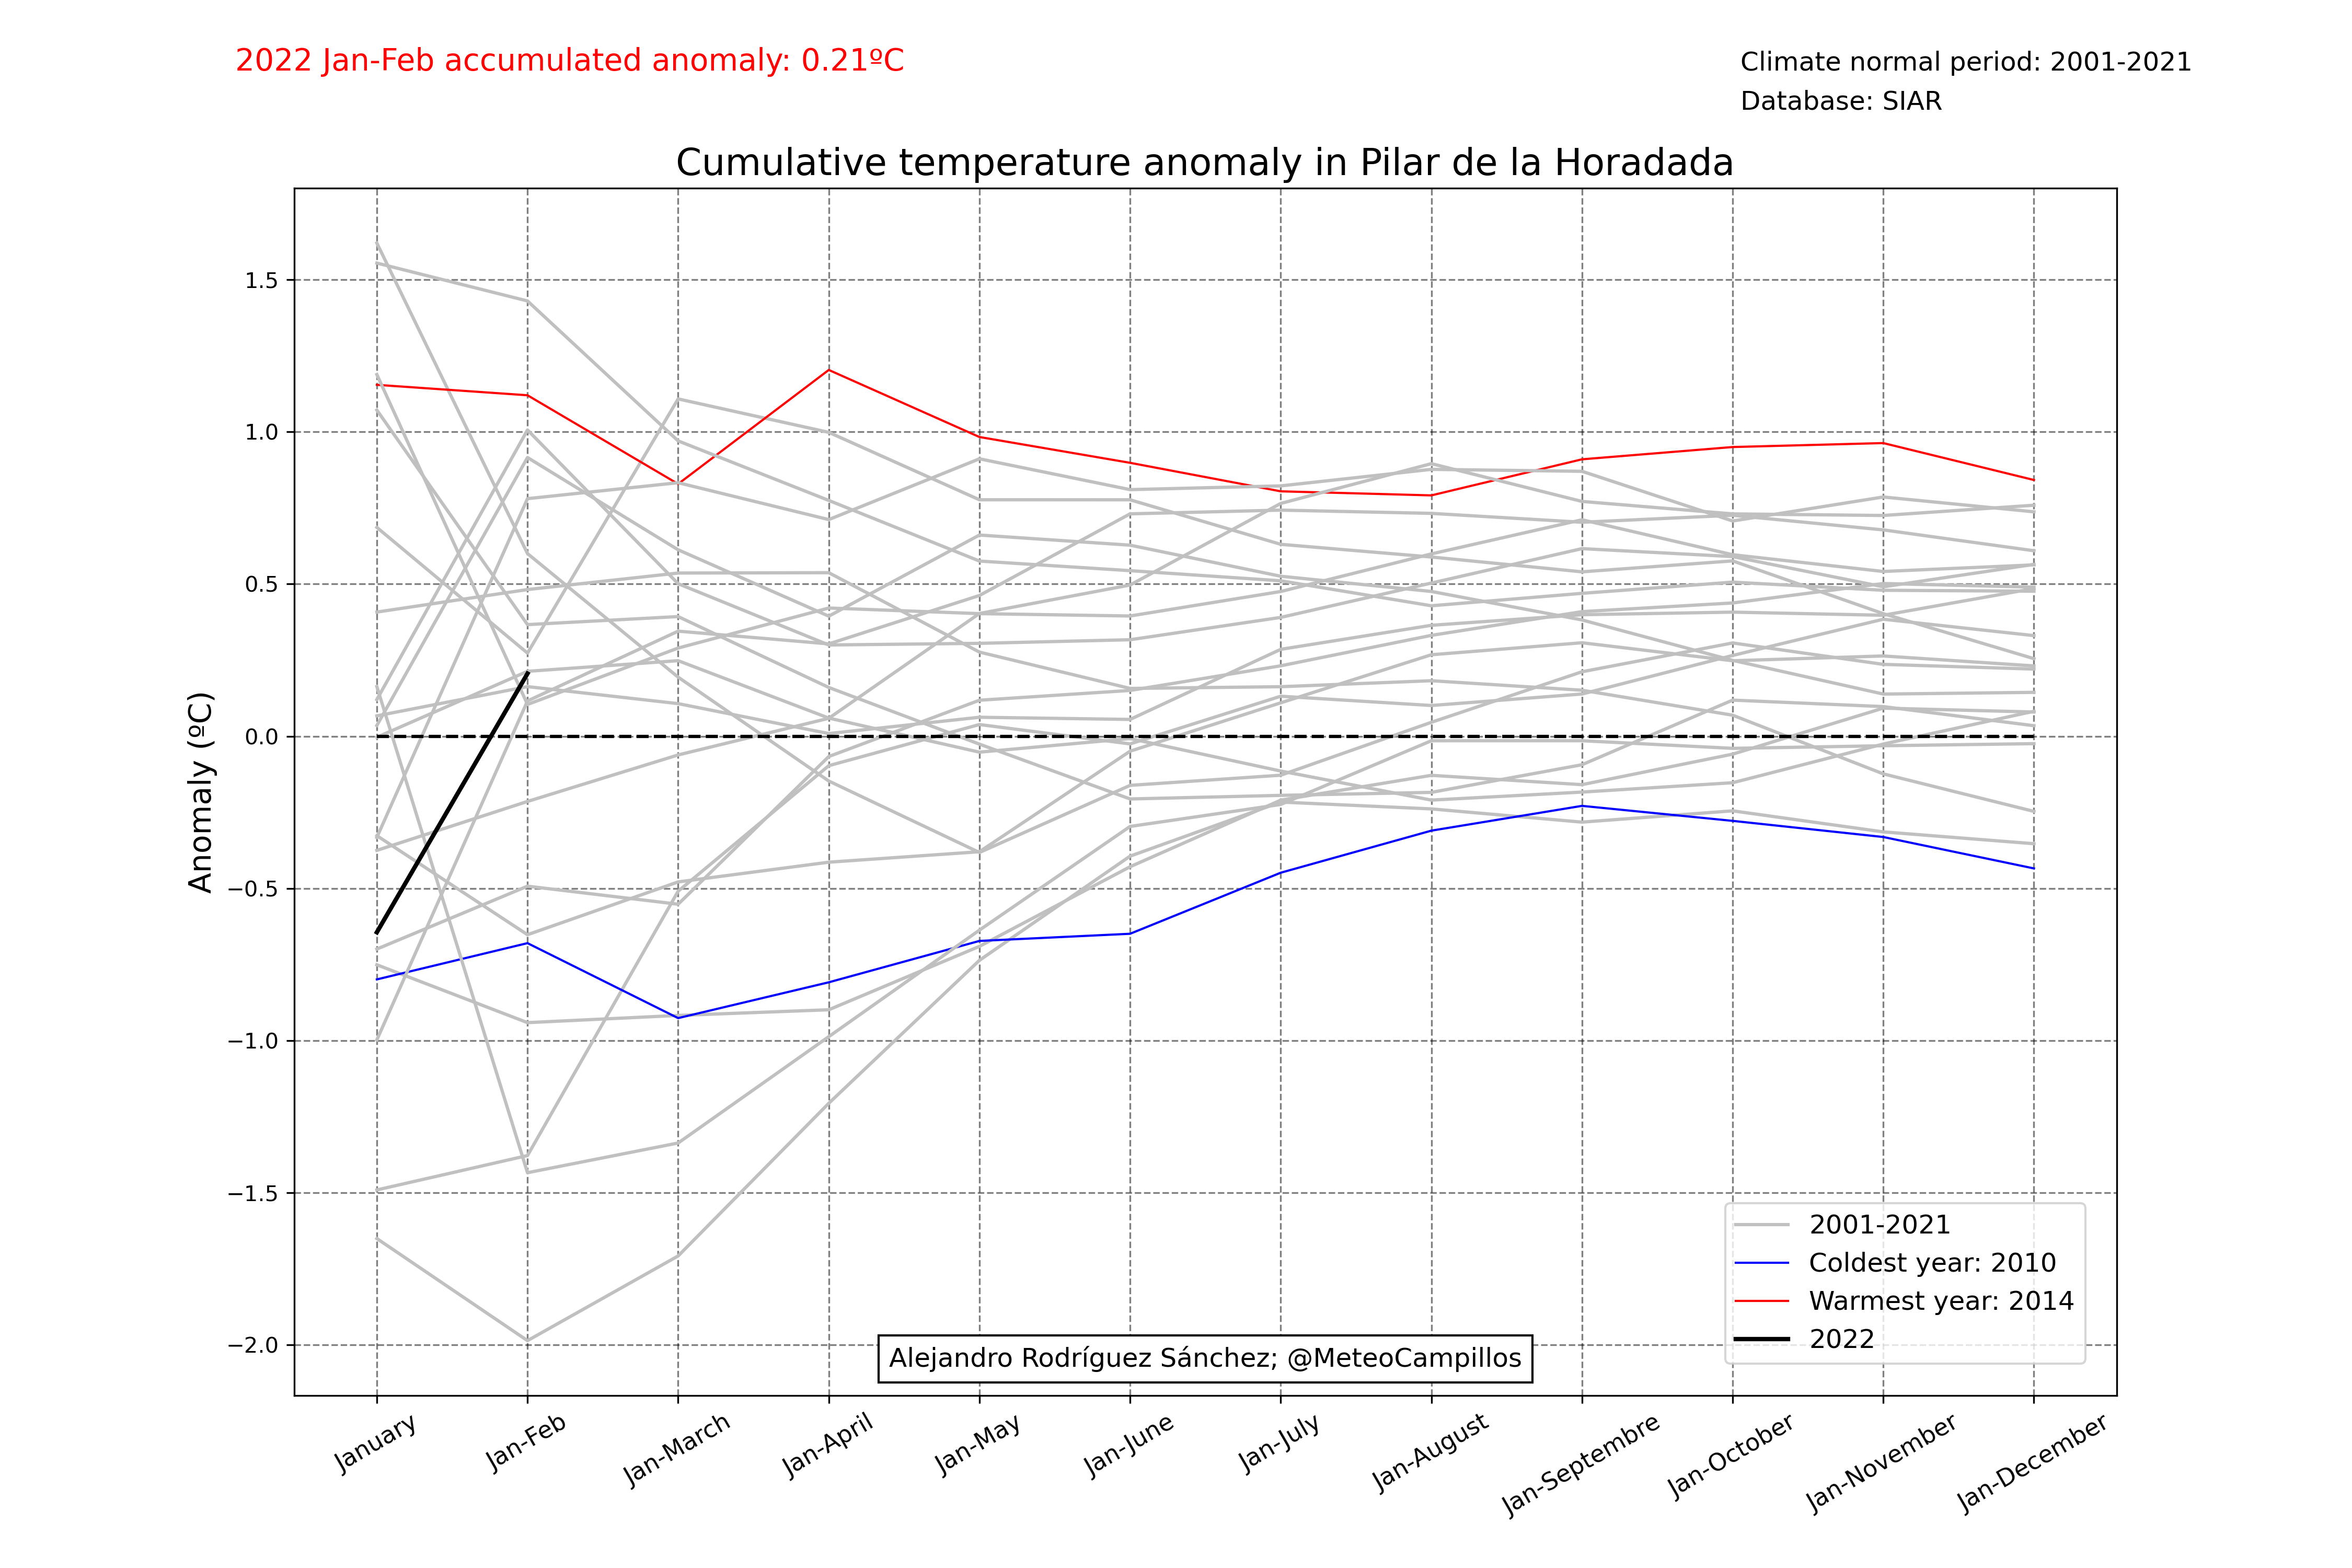 2022 Jan-Feb accumulated anomaly: 0.21ºC
Climate normal period: 2001-2021
Database: SIAR
Cumulative temperature anomaly in Pilar de la Horadada
Anomaly (ºC)
1.5
1.0
0.5
0.0
−0.5
−1.0
−1.5
−2.0
2001-2021
Coldest year: 2010
Warmest year: 2014
2022
Alejandro Rodríguez Sánchez; @MeteoCampillos
January
Jan-Feb
Jan-March
Jan-April
Jan-May
Jan-June
Jan-July
Jan-August
Jan-Septembre
Jan-October
Jan-November
Jan-December